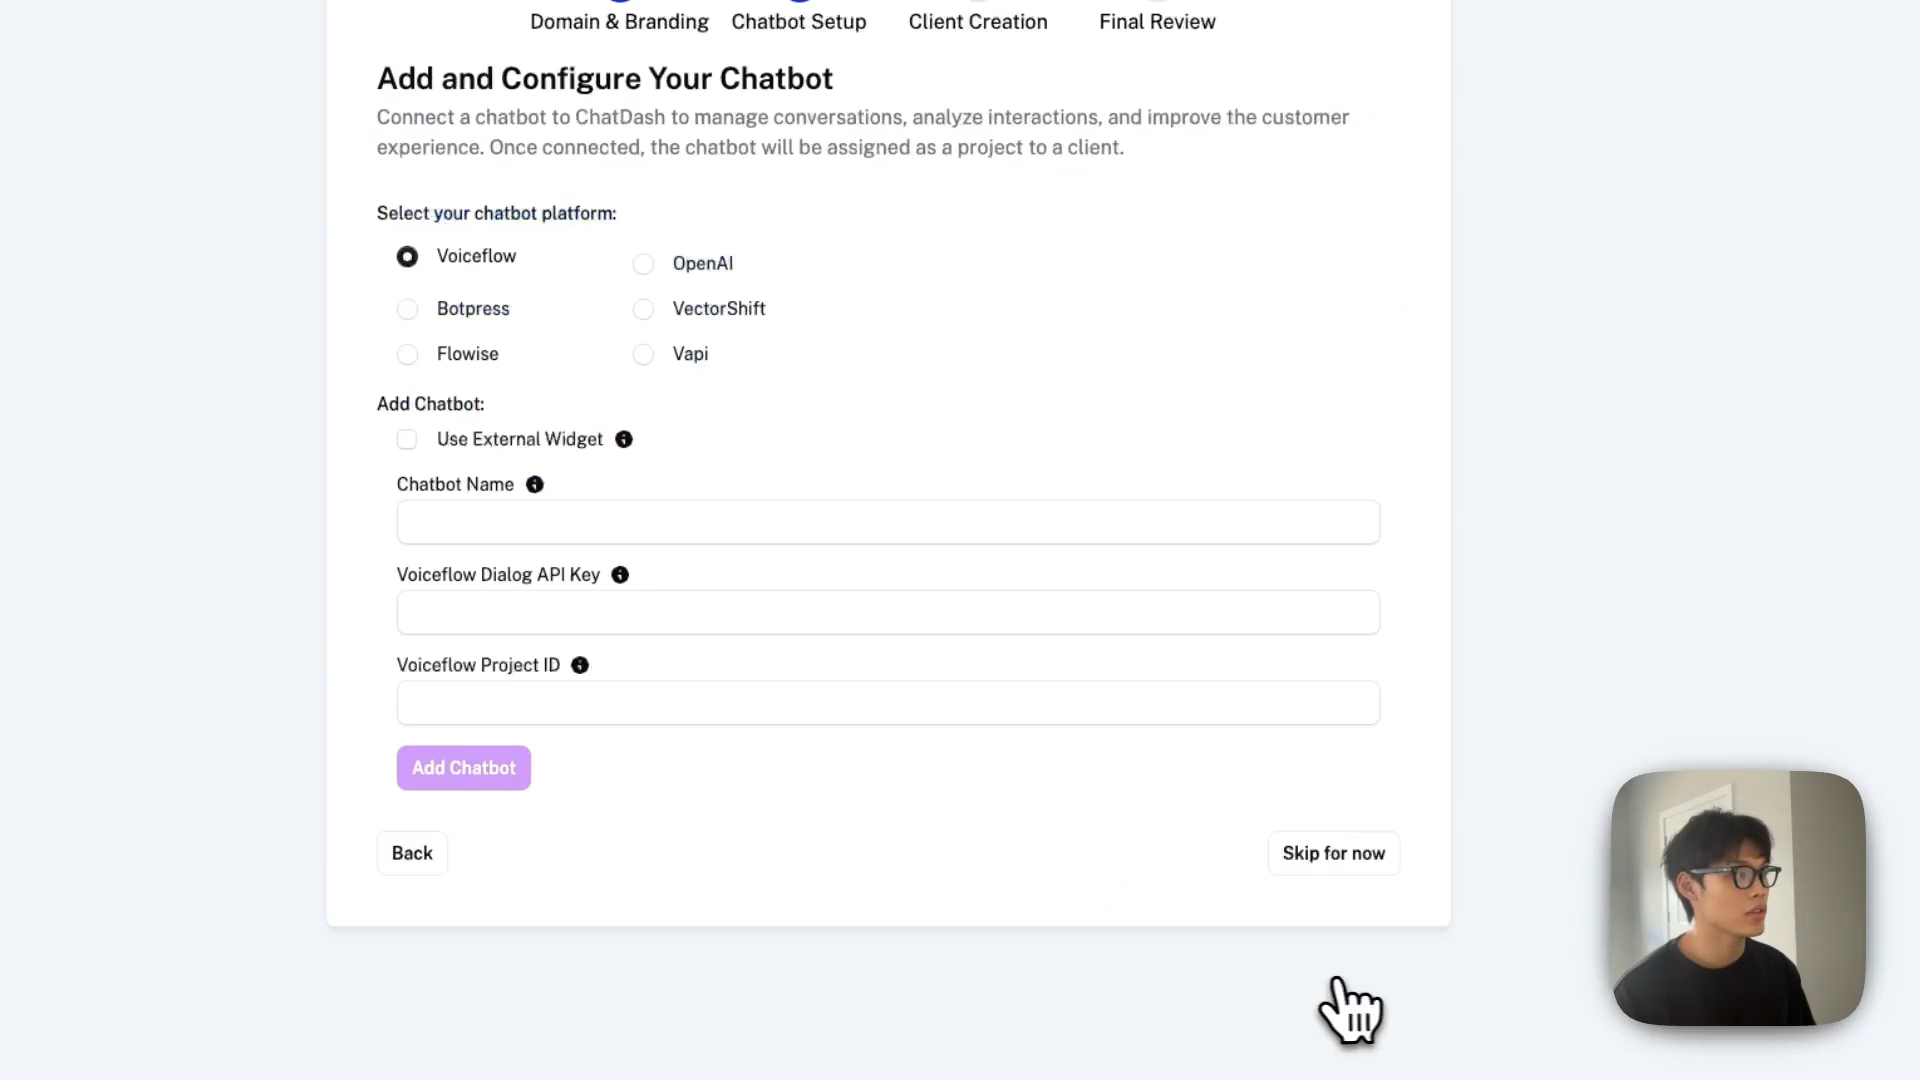 Domain & Branding Chatbot Setup Client Creation Final Review
Add and Configure Your Chatbot
Connect a chatbot to ChatDash to manage conversations, analyze interactions, and improve the customer
experience. Once connected, the chatbot will be assigned as a project to a client.
Select your chatbot platform:
Voiceflow OpenAI
Botpress VectorShift
Flowise Vapi
Add Chatbot:
Use External Widget
Chatbot Name
Voiceflow Dialog API Key
Voiceflow Project ID
Add Chatbot
Back Skip for now